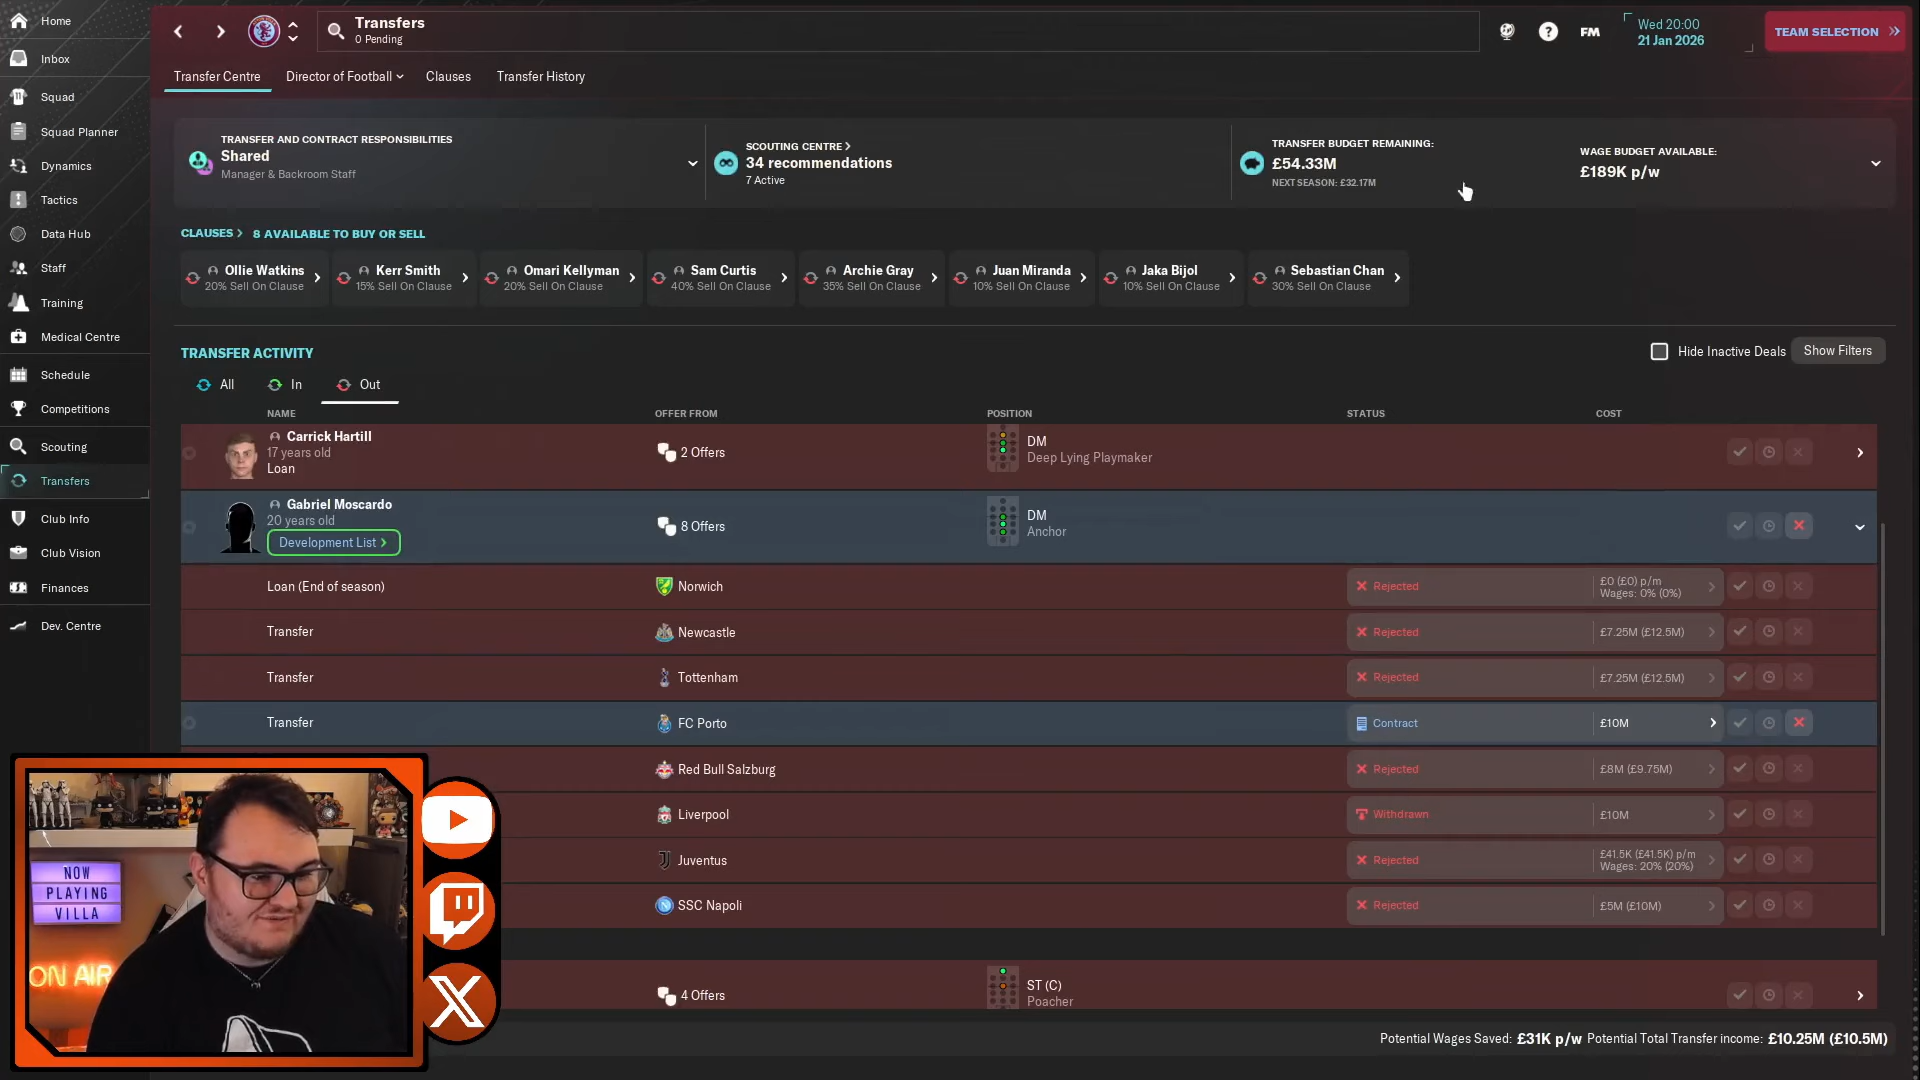 Home
Inbox
Squad
Squad Planner
Dynamics
Tactics
Data Hub
Staff
Training
Medical Centre
Schedule
Competitions
Scouting
Transfers
Club Info
Club Vision
Finances
Dev. Centre
Transfers
0 Pending
FM
Wed 20:00
21 Jan 2026
TEAM SELECTION
Transfer Centre
Director of Football
Clauses
Transfer History
TRANSFER AND CONTRACT RESPONSIBILITIES
Shared
Manager & Backroom Staff
SCOUTING CENTRE >
34 recommendations
7 Active
TRANSFER BUDGET REMAINING:
£54.33M
NEXT SEASON: £32.17M
WAGE BUDGET AVAILABLE:
£189K p/w
CLAUSES > 8 AVAILABLE TO BUY OR SELL
Ollie Watkins
20% Sell On Clause
Kerr Smith
15% Sell On Clause
Omari Kellyman
20% Sell On Clause
Sam Curtis
40% Sell On Clause
Archie Gray
35% Sell On Clause
Juan Miranda
10% Sell On Clause
Jaka Bijol
10% Sell On Clause
Sebastian Chan
30% Sell On Clause
TRANSFER ACTIVITY
Hide Inactive Deals
Show Filters
All
In
Out
NAME OFFER FROM POSITION STATUS COST
Carrick Hartill
17 years old
Loan
2 Offers
DM
Deep Lying Playmaker
Gabriel Moscardo
20 years old
Development List >
8 Offers
DM
Anchor
Loan (End of season) Norwich Rejected
£0 (£0) p/m
Wages: 0% (0%)
Transfer Newcastle Rejected £7.25M (£12.5M)
Transfer Tottenham Rejected £7.25M (£12.5M)
Transfer FC Porto Contract £10M
Red Bull Salzburg Rejected £8M (£9.75M)
Liverpool Withdrawn £10M
Juventus Rejected
£41.5K (£41.5K) p/m
Wages: 20% (20%)
SSC Napoli Rejected £5M (£10M)
4 Offers
ST (C)
Poacher
Potential Wages Saved: £31K p/w Potential Total Transfer income: £10.25M (£10.5M)
NOW
PLAYING
VILLA
ON AIR